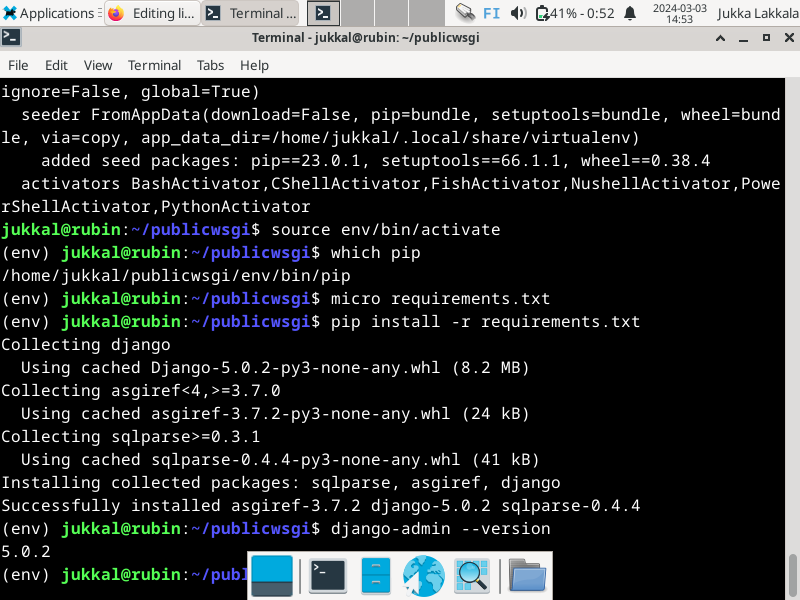 Applications
Editing li...
Terminal ...
FI
41% - 0:52
2024-03-03
14:53
Jukka Lakkala
Terminal - jukkal@rubin: ~/publicwsgi
File Edit View Terminal Tabs Help
ignore=False, global=True)
seeder FromAppData(download=False, pip=bundle, setuptools=bundle, wheel=bund
le, via=copy, app_data_dir=/home/jukkal/.local/share/virtualenv)
added seed packages: pip==23.0.1, setuptools==66.1.1, wheel==0.38.4
activators BashActivator,CShellActivator,FishActivator,NushellActivator,Powe
rShellActivator,PythonActivator
jukkal@rubin:~/publicwsgi$ source env/bin/activate
(env) jukkal@rubin:~/publicwsgi$ which pip
/home/jukkal/publicwsgi/env/bin/pip
(env) jukkal@rubin:~/publicwsgi$ micro requirements.txt
(env) jukkal@rubin:~/publicwsgi$ pip install -r requirements.txt
Collecting django
Using cached Django-5.0.2-py3-none-any.whl (8.2 MB)
Collecting asgiref<4,>=3.7.0
Using cached asgiref-3.7.2-py3-none-any.whl (24 kB)
Collecting sqlparse>=0.3.1
Using cached sqlparse-0.4.4-py3-none-any.whl (41 kB)
Installing collected packages: sqlparse, asgiref, django
Successfully installed asgiref-3.7.2 django-5.0.2 sqlparse-0.4.4
(env) jukkal@rubin:~/publicwsgi$ django-admin --version
5.0.2
(env) jukkal@rubin:~/publ